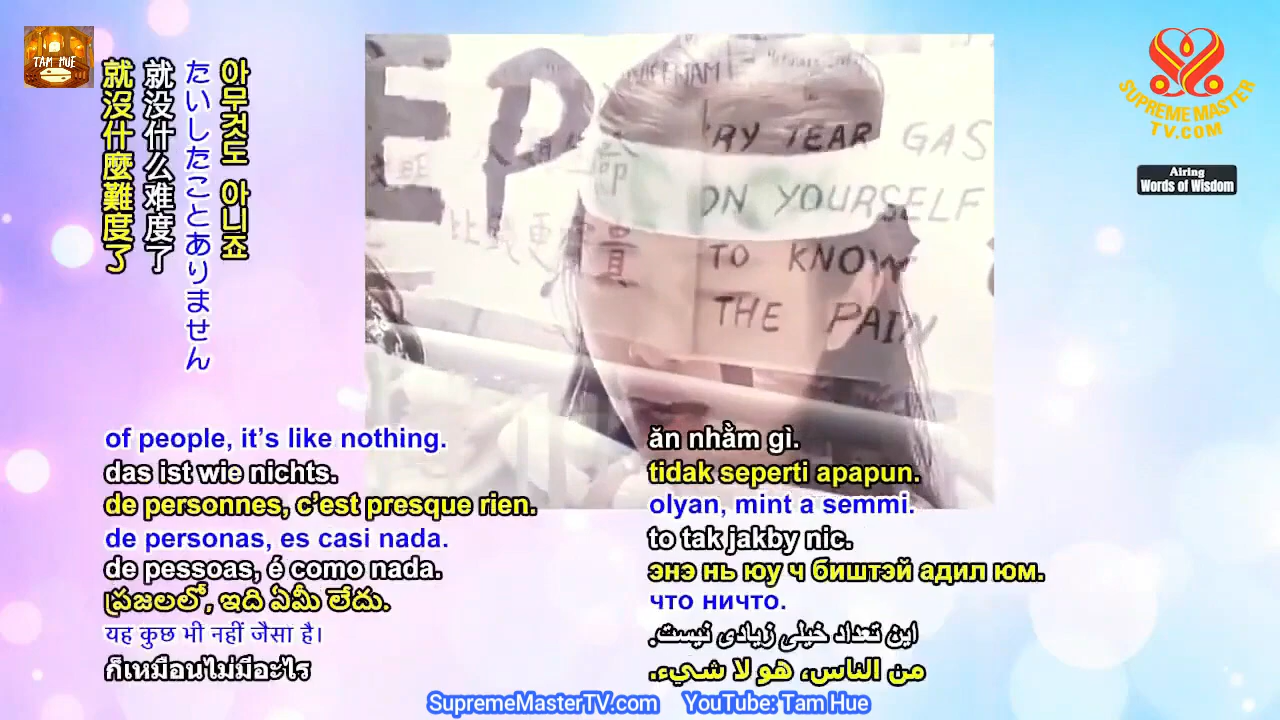 TAM HUE
SUPREME MASTER
TV.COM
Airing
Words of Wisdom
아무것도 아니죠
たいしたことありません
就没什么难度了
就沒什麼難度了
RY TEAR GAS
ON YOURSELF
TO KNOW
THE PAIN
of people, it's like nothing.
das ist wie nichts.
de personnes, c'est presque rien.
de personas, es casi nada.
de pessoas, é como nada.
ప్రజలలో, ఇది ఏమీ లేదు.
यह कुछ भी नहीं जैसा है।
ก็เหมือนไม่มีอะไร
ăn nhằm gì.
tidak seperti apapun.
olyan, mint a semmi.
to tak jakby nic.
энэ нь юу ч биштэй адил юм.
что ничто.
این تعداد خیلی زیادی نیست.
من الناس، هو لا شيء.
SupremeMasterTV.com YouTube: Tam Hue